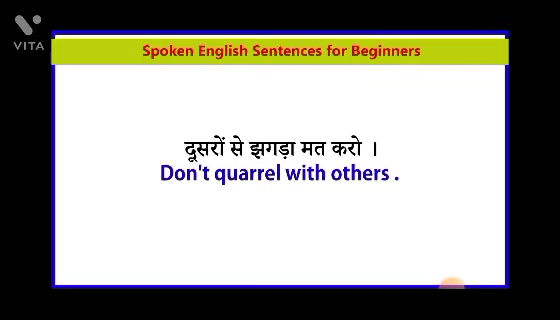 VITA
Spoken English Sentences for Beginners
दूसरों से झगड़ा मत करो ।
Don't quarrel with others .